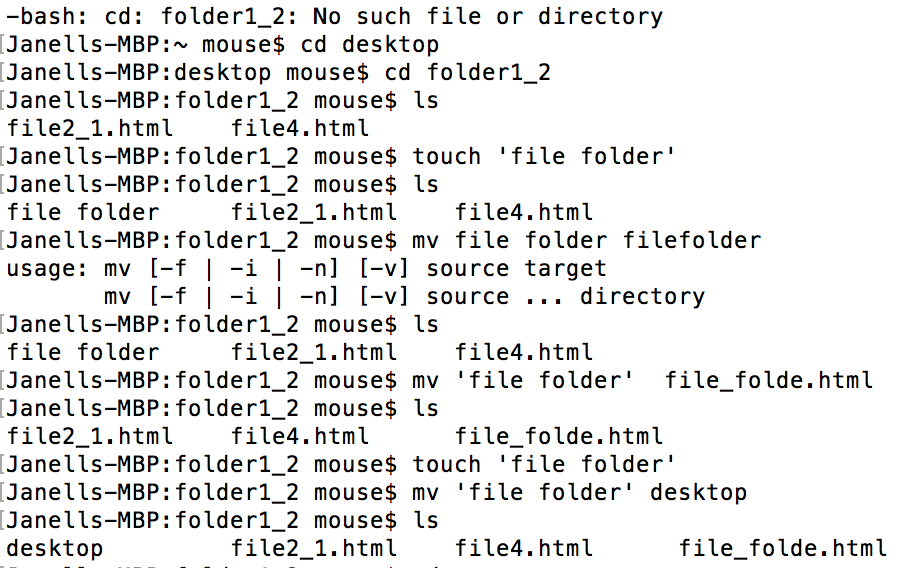 -bash: cd: folder1_2: No such file or directory
[Janells-MBP:~ mouse$ cd desktop
[Janells-MBP:desktop mouse$ cd folder1_2
[Janells-MBP:folder1_2 mouse$ ls
file2_1.html    file4.html
[Janells-MBP:folder1_2 mouse$ touch 'file folder'
[Janells-MBP:folder1_2 mouse$ ls
file folder     file2_1.html    file4.html
[Janells-MBP:folder1_2 mouse$ mv file folder filefolder
usage: mv [-f | -i | -n] [-v] source target
       mv [-f | -i | -n] [-v] source ... directory
[Janells-MBP:folder1_2 mouse$ ls
file folder     file2_1.html    file4.html
[Janells-MBP:folder1_2 mouse$ mv 'file folder'  file_folde.html
[Janells-MBP:folder1_2 mouse$ ls
file2_1.html    file4.html      file_folde.html
[Janells-MBP:folder1_2 mouse$ touch 'file folder'
[Janells-MBP:folder1_2 mouse$ mv 'file folder' desktop
[Janells-MBP:folder1_2 mouse$ ls
desktop         file2_1.html    file4.html      file_folde.html